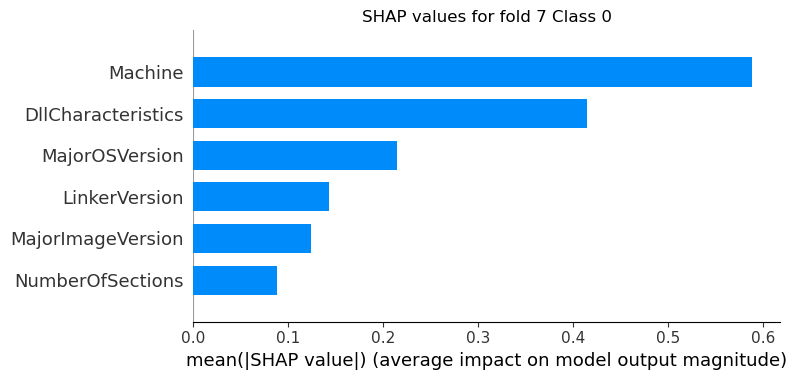 SHAP values for fold 7 Class 0
Machine
DllCharacteristics
MajorOSVersion
LinkerVersion
MajorImageVersion
NumberOfSections
0.0 0.1 0.2 0.3 0.4 0.5 0.6
mean(|SHAP value|) (average impact on model output magnitude)